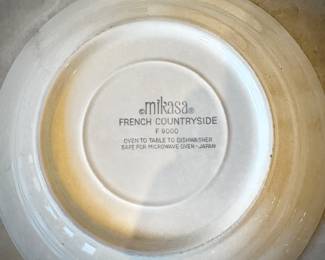 ©mikasa®
FRENCH COUNTRYSIDE
F 9000
OVEN TO TABLE TO DISHWASHER
SAFE FOR MICROWAVE OVEN-JAPAN